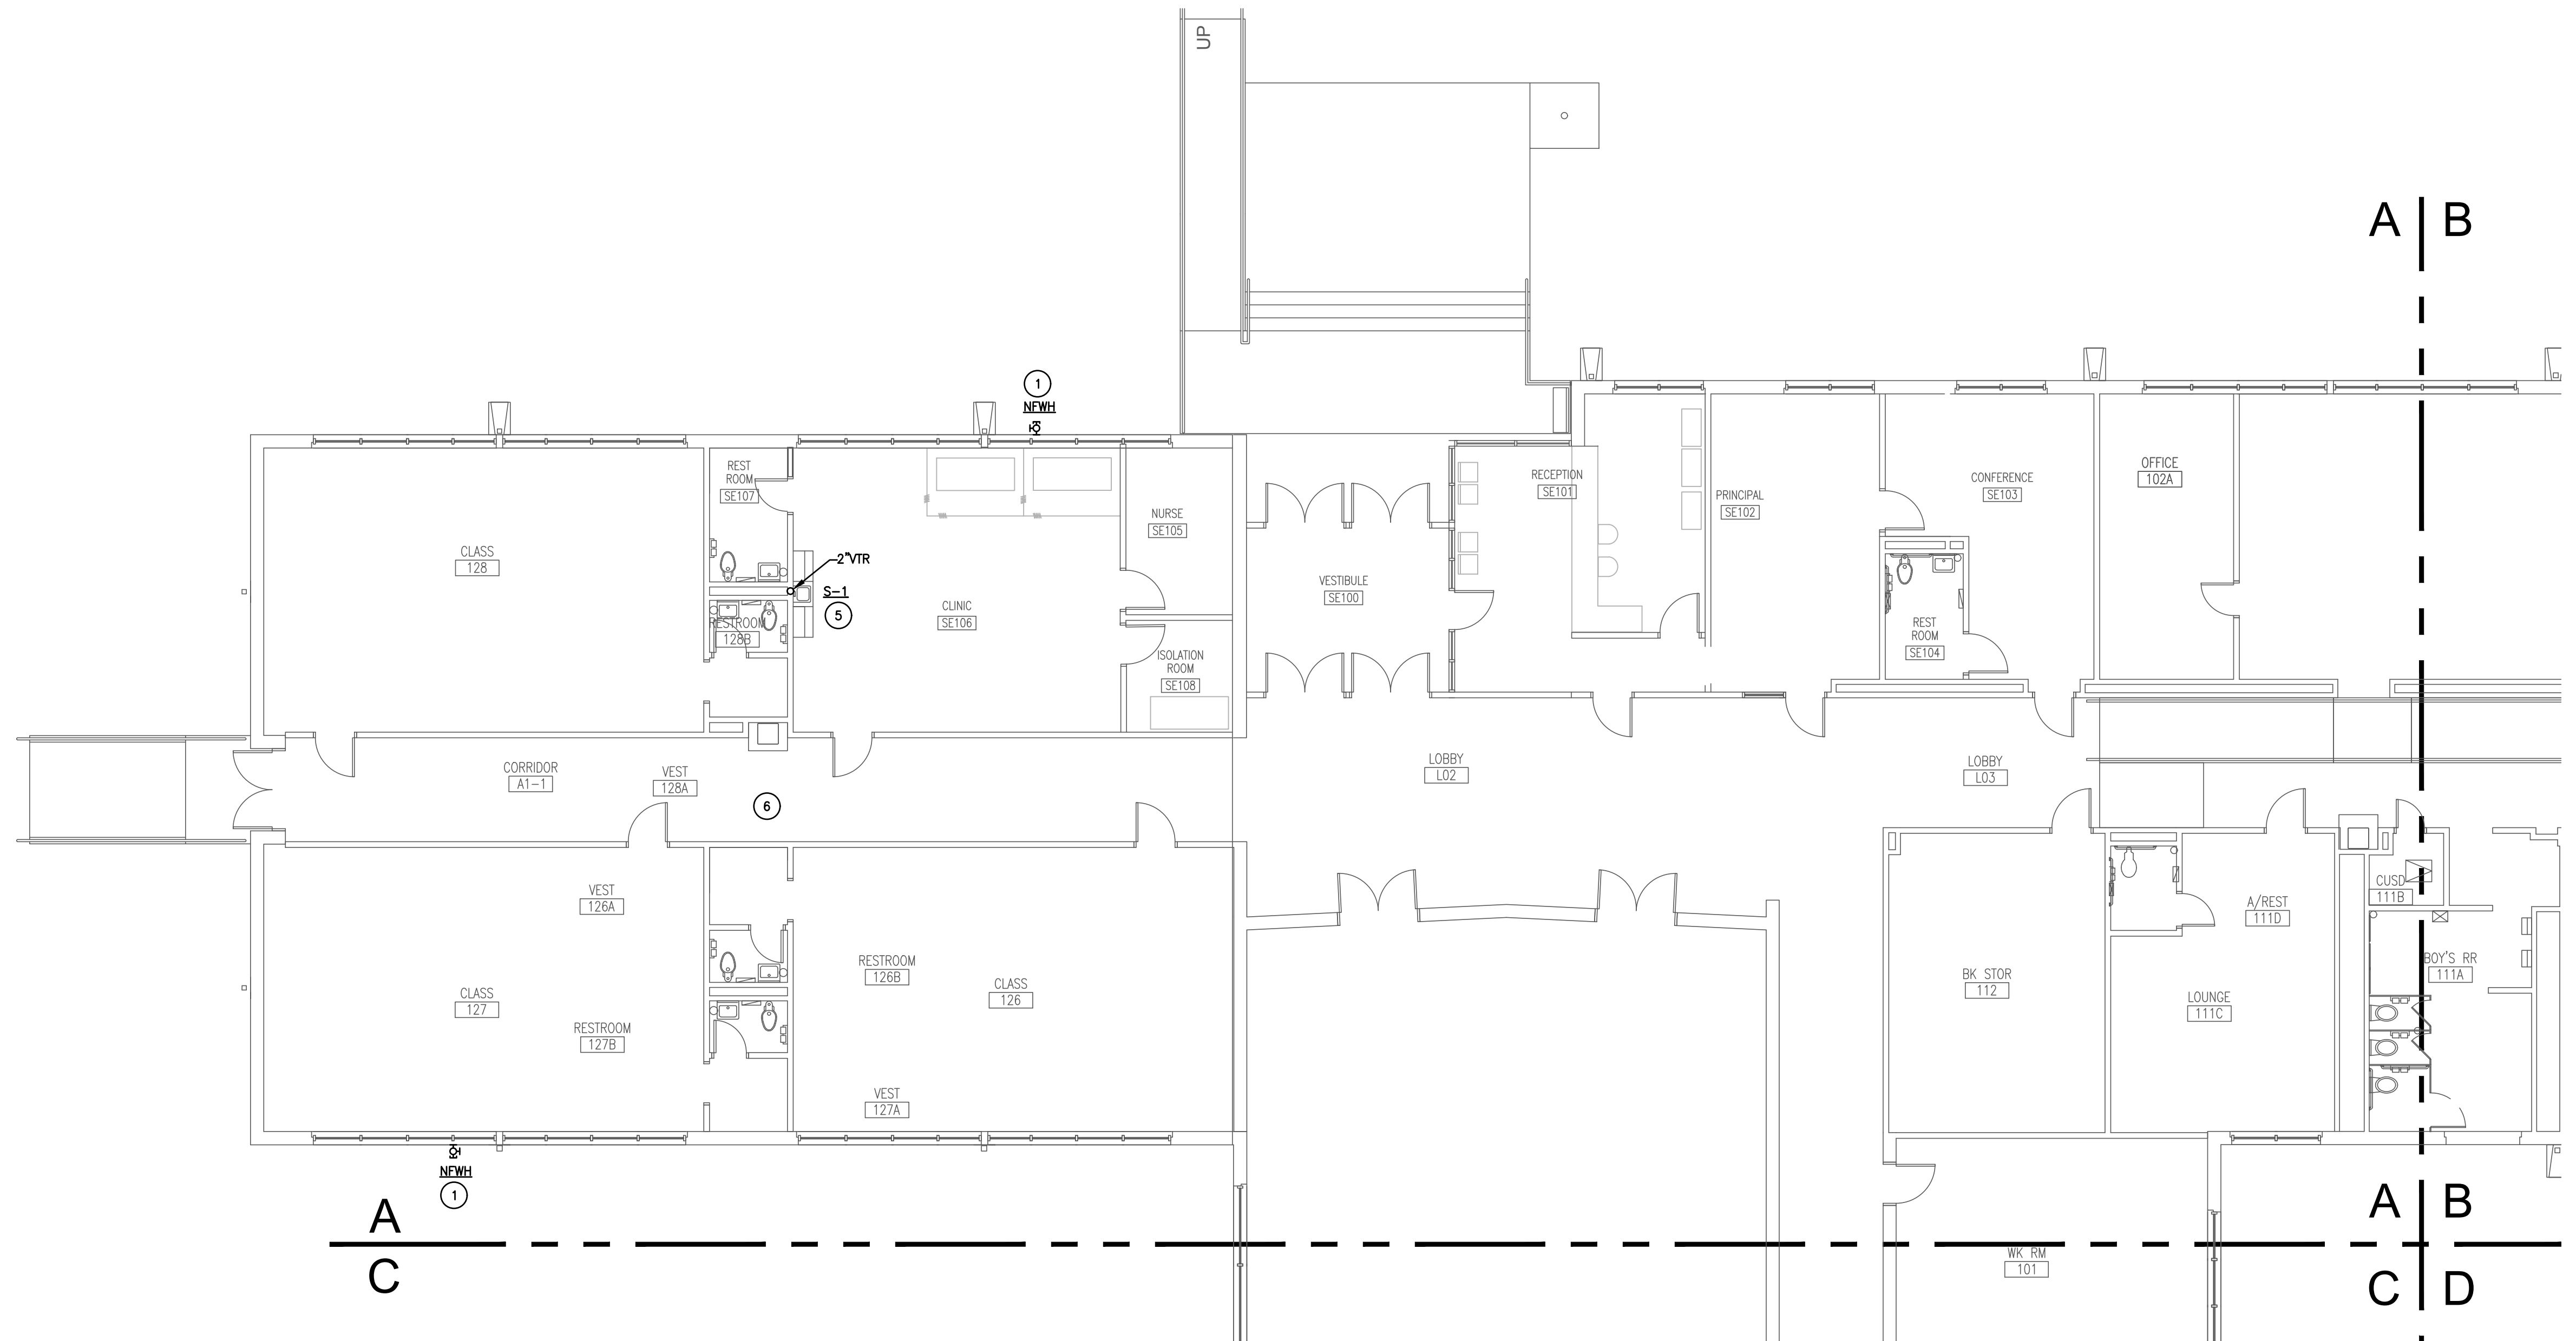 UP
A B
1
NFWH
REST
ROOM
SE107
CLASS
128
2"VTR
S-1
5
RESTROOM
128B
CLINIC
SE106
NURSE
SE105
ISOLATION
ROOM
SE108
VESTIBULE
SE100
RECEPTION
SE101
PRINCIPAL
SE102
CONFERENCE
SE103
REST
ROOM
SE104
OFFICE
102A
CORRIDOR
A1-1
VEST
128A
6
LOBBY
L02
LOBBY
L03
VEST
126A
RESTROOM
126B
CLASS
126
CLASS
127
RESTROOM
127B
VEST
127A
BK STOR
112
A/REST
111D
LOUNGE
111C
CUSD
111B
BOY'S RR
111A
NFWH
1
A
C
A B
C D
WK RM
101